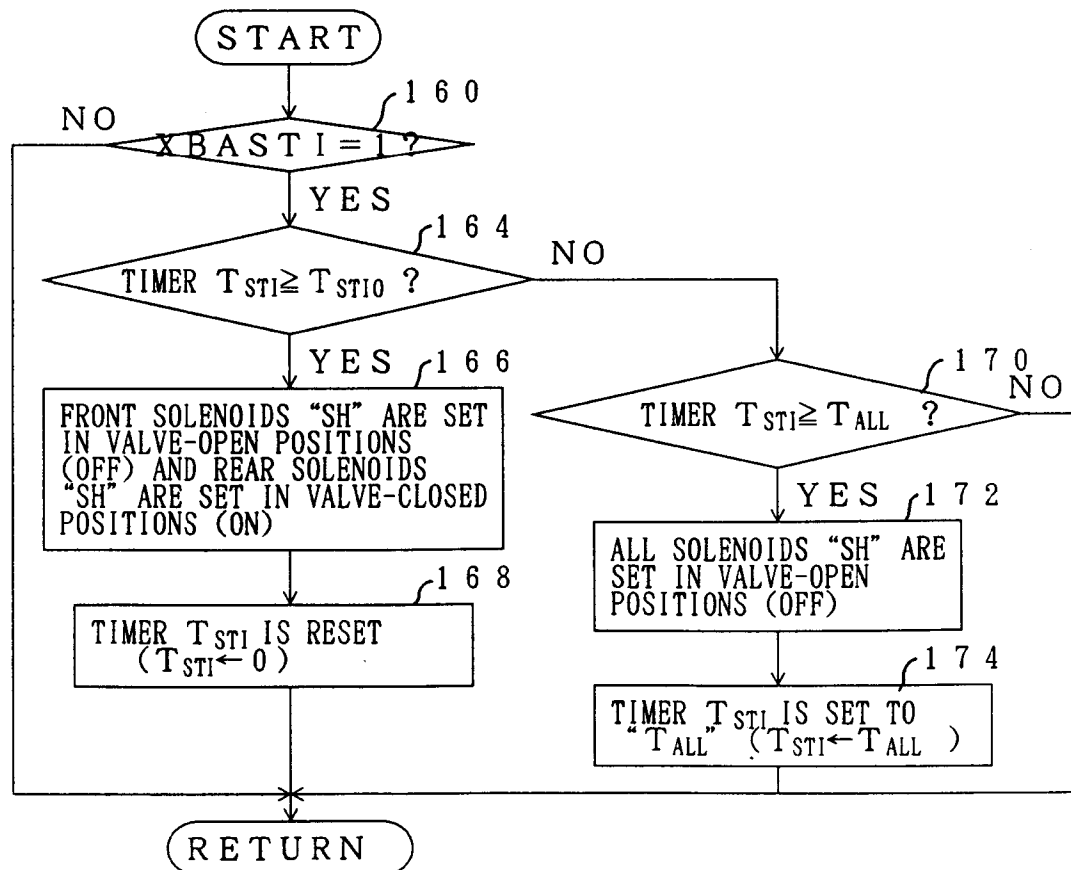 START
160
NO
XBASTI=1?
YES
164
NO
TIMER TSTI≧TSTIO ?
YES
166
FRONT SOLENOIDS “SH” ARE SET
IN VALVE-OPEN POSITIONS
(OFF) AND REAR SOLENOIDS
“SH” ARE SET IN VALVE-CLOSED
POSITIONS (ON)
168
TIMER TSTI IS RESET
(TSTI←0)
170
NO
TIMER TSTI≧TALL ?
YES
172
ALL SOLENOIDS “SH” ARE
SET IN VALVE-OPEN
POSITIONS (OFF)
174
TIMER TSTI IS SET TO
“TALL” (TSTI←TALL )
RETURN